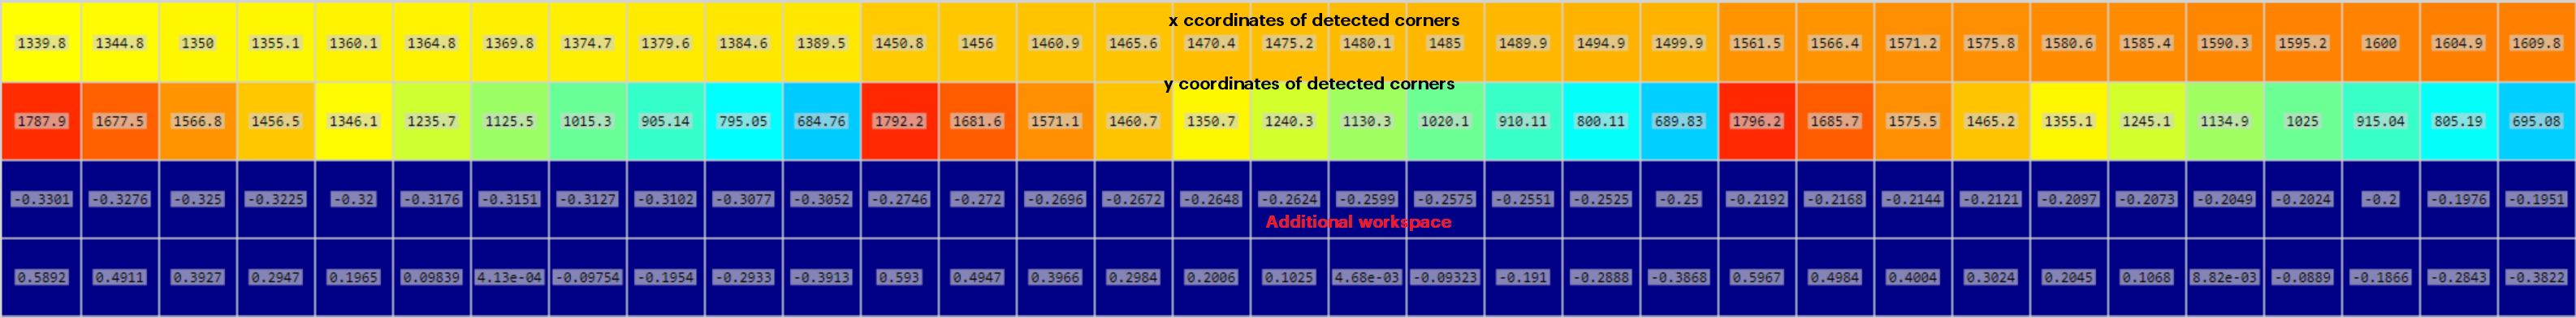 x ccordinates of detected corners
1339.8 1344.8 1350 1355.1 1360.1 1364.8 1369.8 1374.7 1379.6 1384.6 1389.5 1450.8 1456 1460.9 1465.6 1470.4 1475.2 1480.1 1485 1489.9 1494.9 1499.9 1561.5 1566.4 1571.2 1575.8 1580.6 1585.4 1590.3 1595.2 1600 1604.9 1609.8
y coordinates of detected corners
1787.9 1677.5 1566.8 1456.5 1346.1 1235.7 1125.5 1015.3 905.14 795.05 684.76 1792.2 1681.6 1571.1 1460.7 1350.7 1240.3 1130.3 1020.1 910.11 800.11 689.83 1796.2 1685.7 1575.5 1465.2 1355.1 1245.1 1134.9 1025 915.04 805.19 695.08
-0.3301 -0.3276 -0.325 -0.3225 -0.32 -0.3176 -0.3151 -0.3127 -0.3102 -0.3077 -0.3052 -0.2746 -0.272 -0.2696 -0.2672 -0.2648 -0.2624 -0.2599 -0.2575 -0.2551 -0.2525 -0.25 -0.2192 -0.2168 -0.2144 -0.2121 -0.2097 -0.2073 -0.2049 -0.2024 -0.2 -0.1976 -0.1951
Additional workspace
0.5892 0.4911 0.3927 0.2947 0.1965 0.09839 4.13e-04 -0.09754 -0.1954 -0.2933 -0.3913 0.593 0.4947 0.3966 0.2984 0.2006 0.1025 4.68e-03 -0.09323 -0.191 -0.2888 -0.3868 0.5967 0.4984 0.4004 0.3024 0.2045 0.1068 8.82e-03 -0.0889 -0.1866 -0.2843 -0.3822